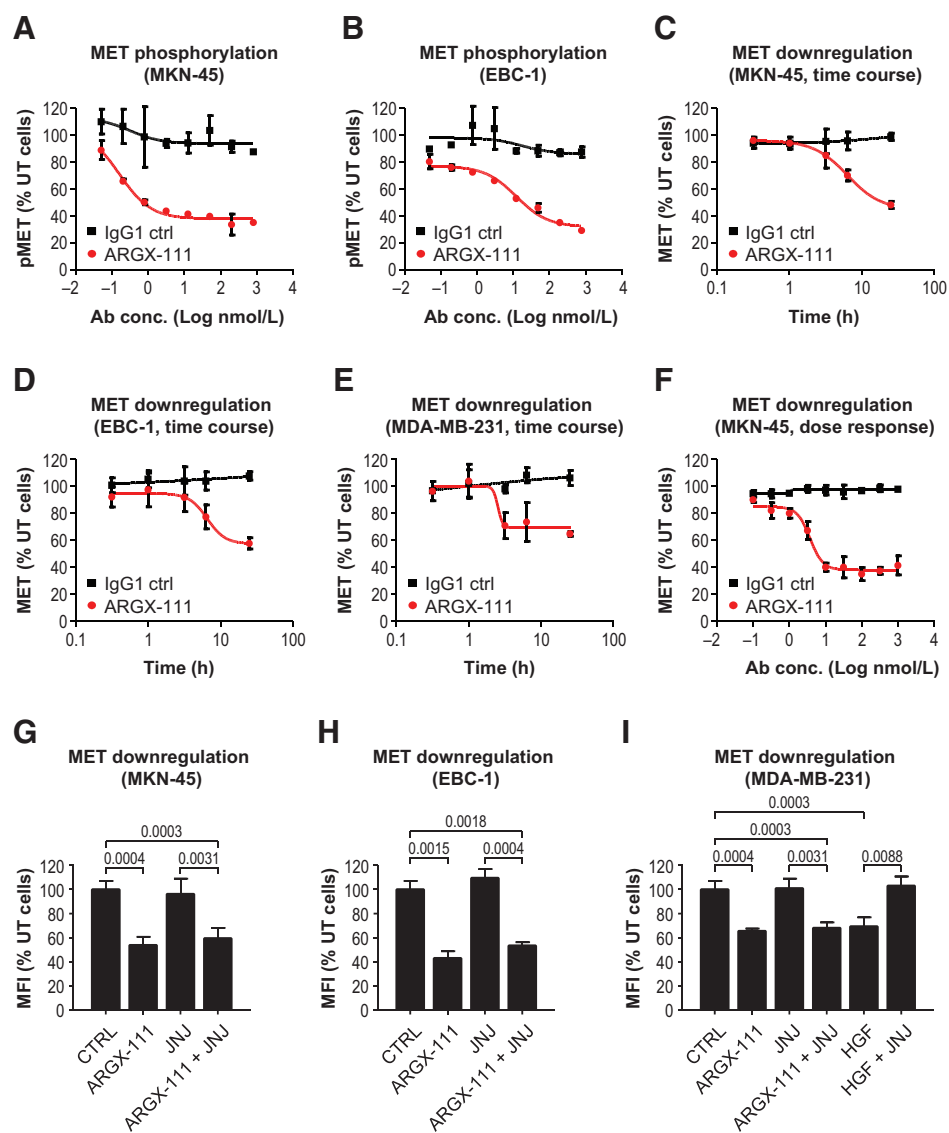 A
MET phosphorylation
(MKN-45)
pMET (% UT cells)
120
100
80
60
40
20
0
IgG1 ctrl
ARGX-111
–2 –1 0 1 2 3 4
Ab conc. (Log nmol/L)
B
MET phosphorylation
(EBC-1)
pMET (% UT cells)
120
100
80
60
40
20
0
IgG1 ctrl
ARGX-111
–2 –1 0 1 2 3 4
Ab conc. (Log nmol/L)
C
MET downregulation
(MKN-45, time course)
MET (% UT cells)
120
100
80
60
40
20
0
IgG1 ctrl
ARGX-111
0.1 1 10 100
Time (h)
D
MET downregulation
(EBC-1, time course)
MET (% UT cells)
120
100
80
60
40
20
0
IgG1 ctrl
ARGX-111
0.1 1 10 100
Time (h)
E
MET downregulation
(MDA-MB-231, time course)
MET (% UT cells)
120
100
80
60
40
20
0
IgG1 ctrl
ARGX-111
0.1 1 10 100
Time (h)
F
MET downregulation
(MKN-45, dose response)
MET (% UT cells)
120
100
80
60
40
20
0
IgG1 ctrl
ARGX-111
–2 –1 0 1 2 3 4
Ab conc. (Log nmol/L)
G
MET downregulation
(MKN-45)
0.0003
0.0004 0.0031
MFI (% UT cells)
120
100
80
60
40
20
0
CTRL
ARGX-111
JNJ
ARGX-111 + JNJ
H
MET downregulation
(EBC-1)
0.0018
0.0015 0.0004
MFI (% UT cells)
120
100
80
60
40
20
0
CTRL
ARGX-111
JNJ
ARGX-111 + JNJ
I
MET downregulation
(MDA-MB-231)
0.0003
0.0003
0.0004 0.0031 0.0088
MFI (% UT cells)
120
100
80
60
40
20
0
CTRL
ARGX-111
JNJ
ARGX-111 + JNJ
HGF
HGF + JNJ